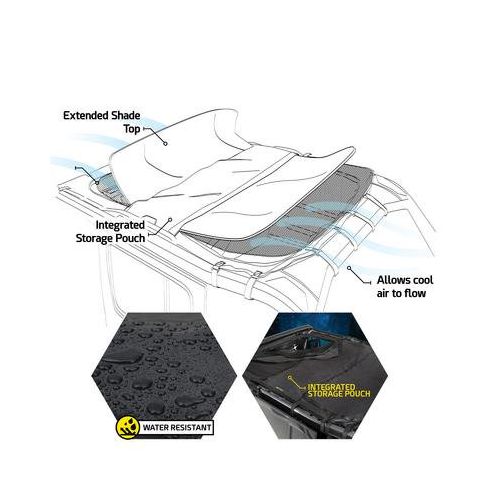 Extended Shade
Top
Integrated
Storage Pouch
Allows cool
air to flow
INTEGRATED
STORAGE POUCH
WATER RESISTANT